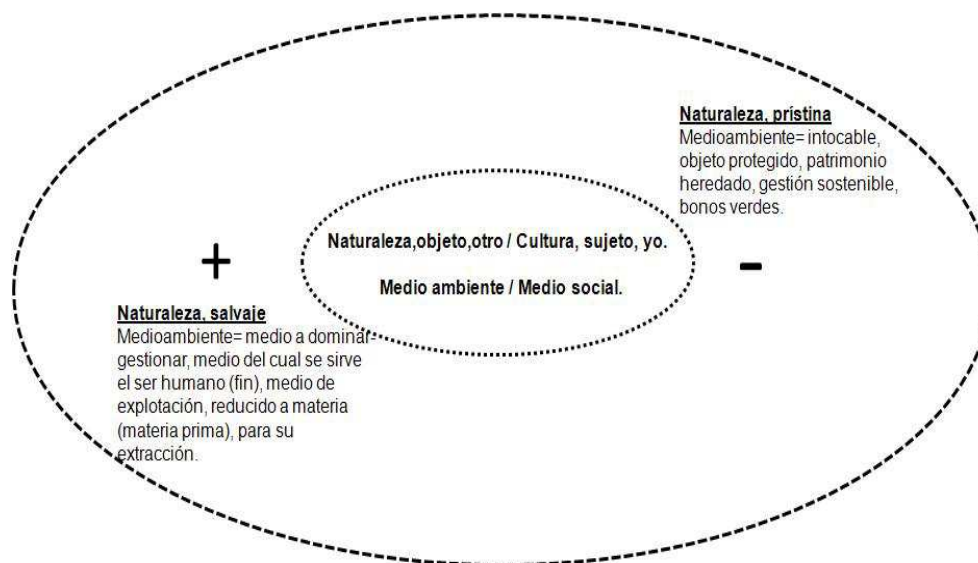 Naturaleza, prístina
Medioambiente= intocable,
objeto protegido, patrimonio
heredado, gestión sostenible,
bonos verdes.
Naturaleza,objeto,otro / Cultura, sujeto, yo.
+
-
Medio ambiente / Medio social.
Naturaleza, salvaje
Medioambiente= medio a dominar-
gestionar, medio del cual se sirve
el ser humano (fin), medio de
explotación, reducido a materia
(materia prima), para su
extracción.